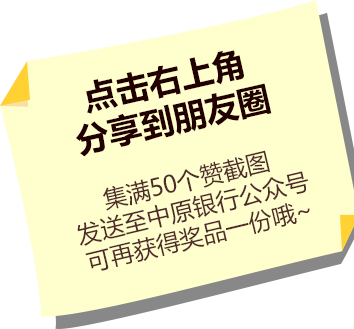 点击右上角
分享到朋友圈
集满50个赞截图
发送至中原银行公众号
可再获得奖品一份哦~